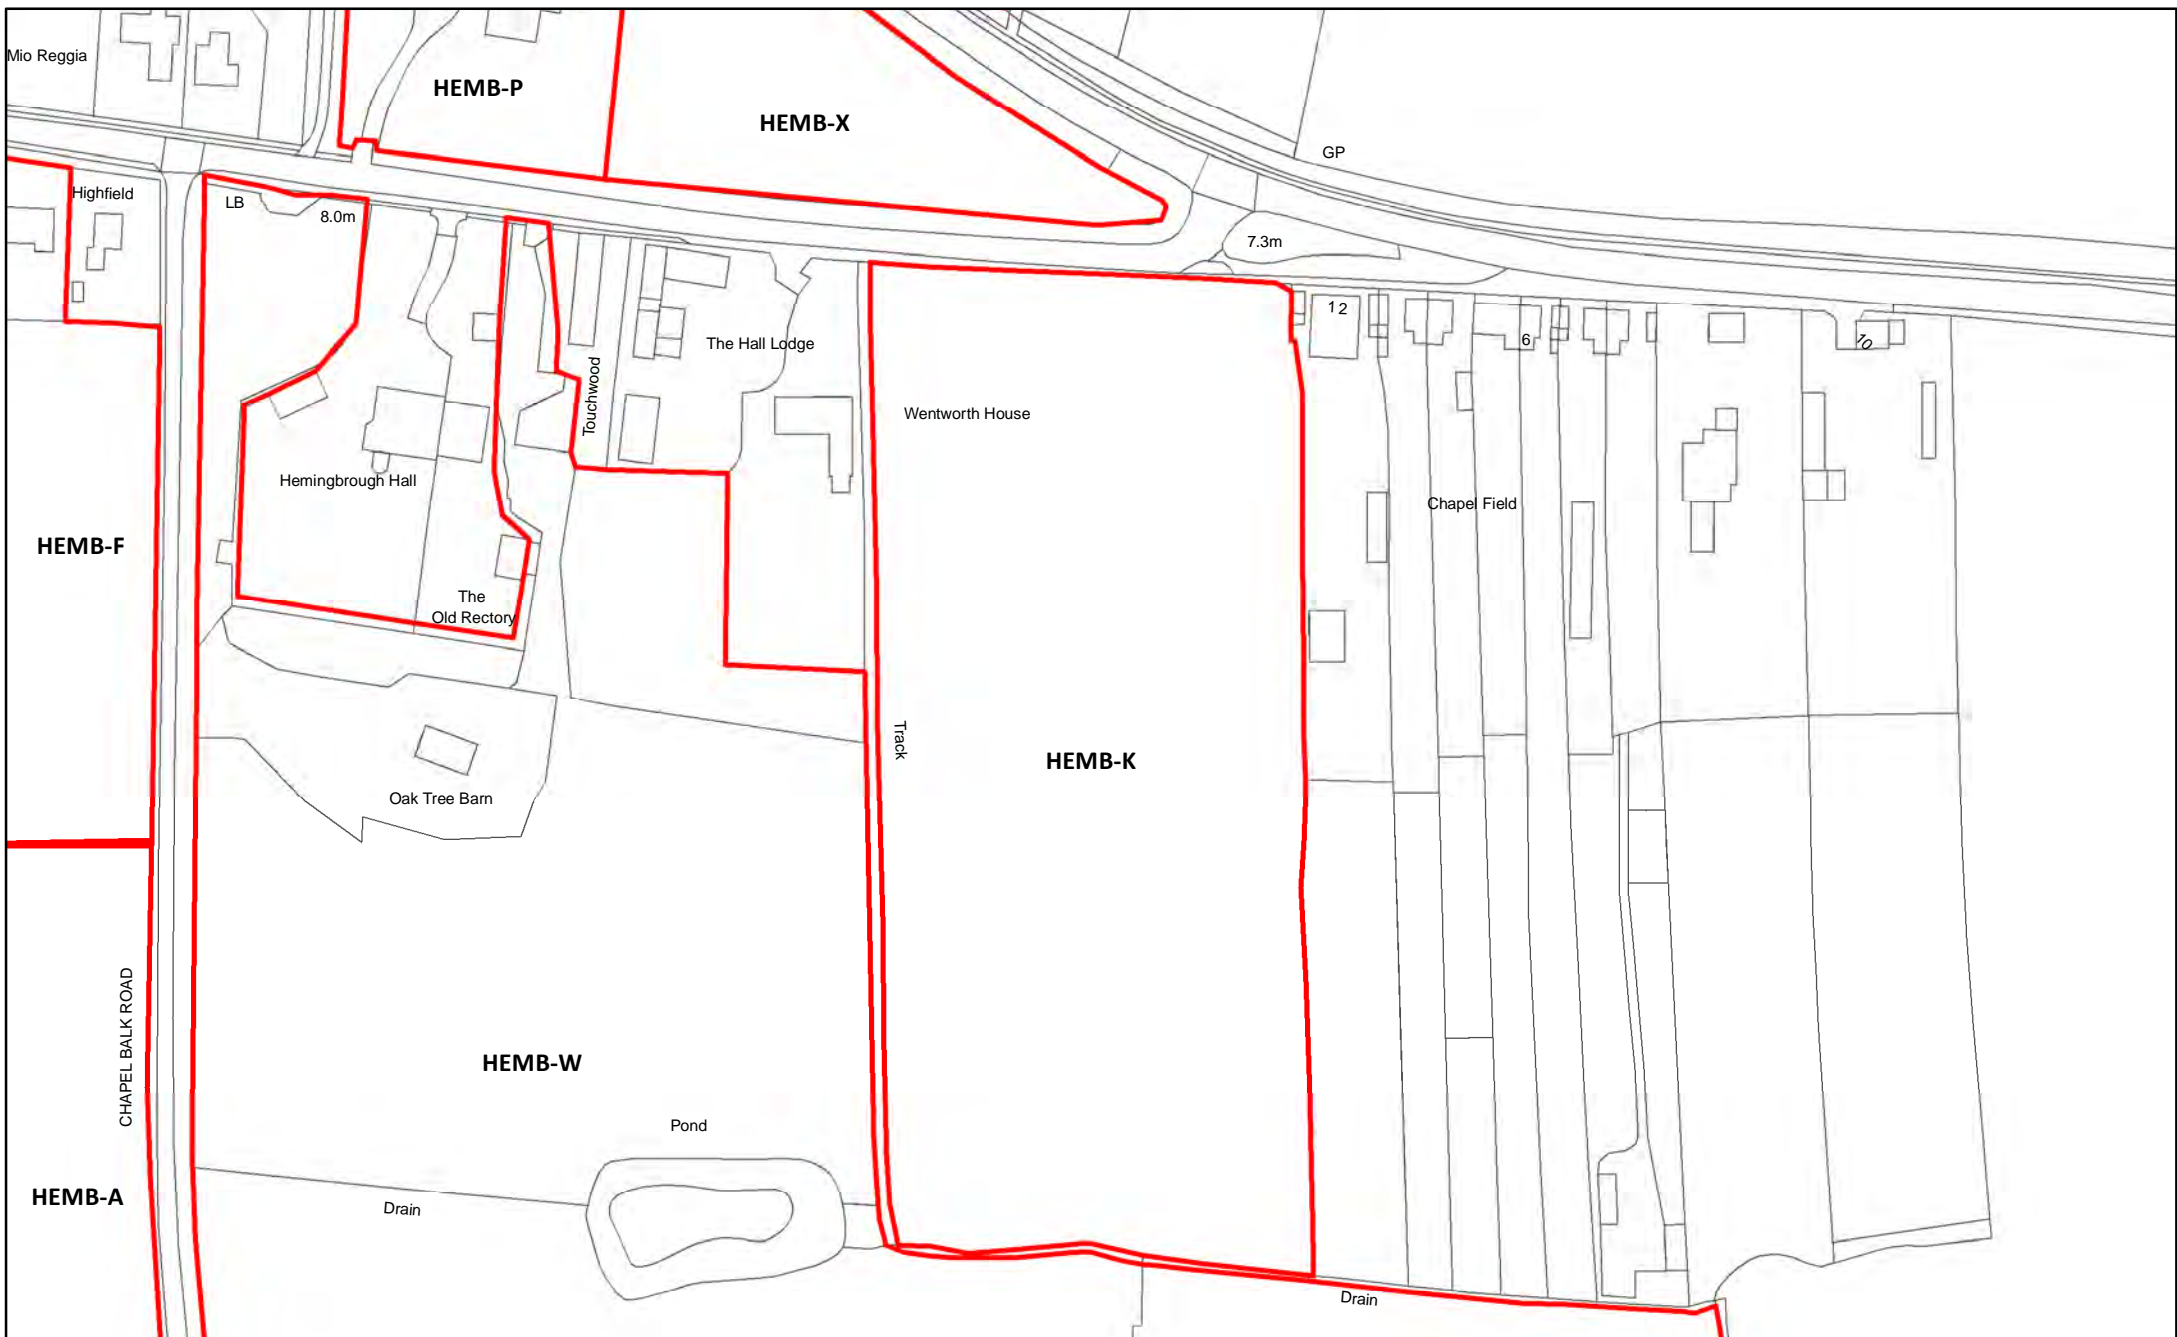 Mio Reggia
HEMB-P
HEMB-X
GP
Highfield
LB
8.0m
7.3m
1 2
6
10
The Hall Lodge
Touchwood
Wentworth House
Hemingbrough Hall
Chapel Field
HEMB-F
The
Old Rectory
Track
HEMB-K
Oak Tree Barn
CHAPEL BALK ROAD
HEMB-W
Pond
HEMB-A
Drain
Drain